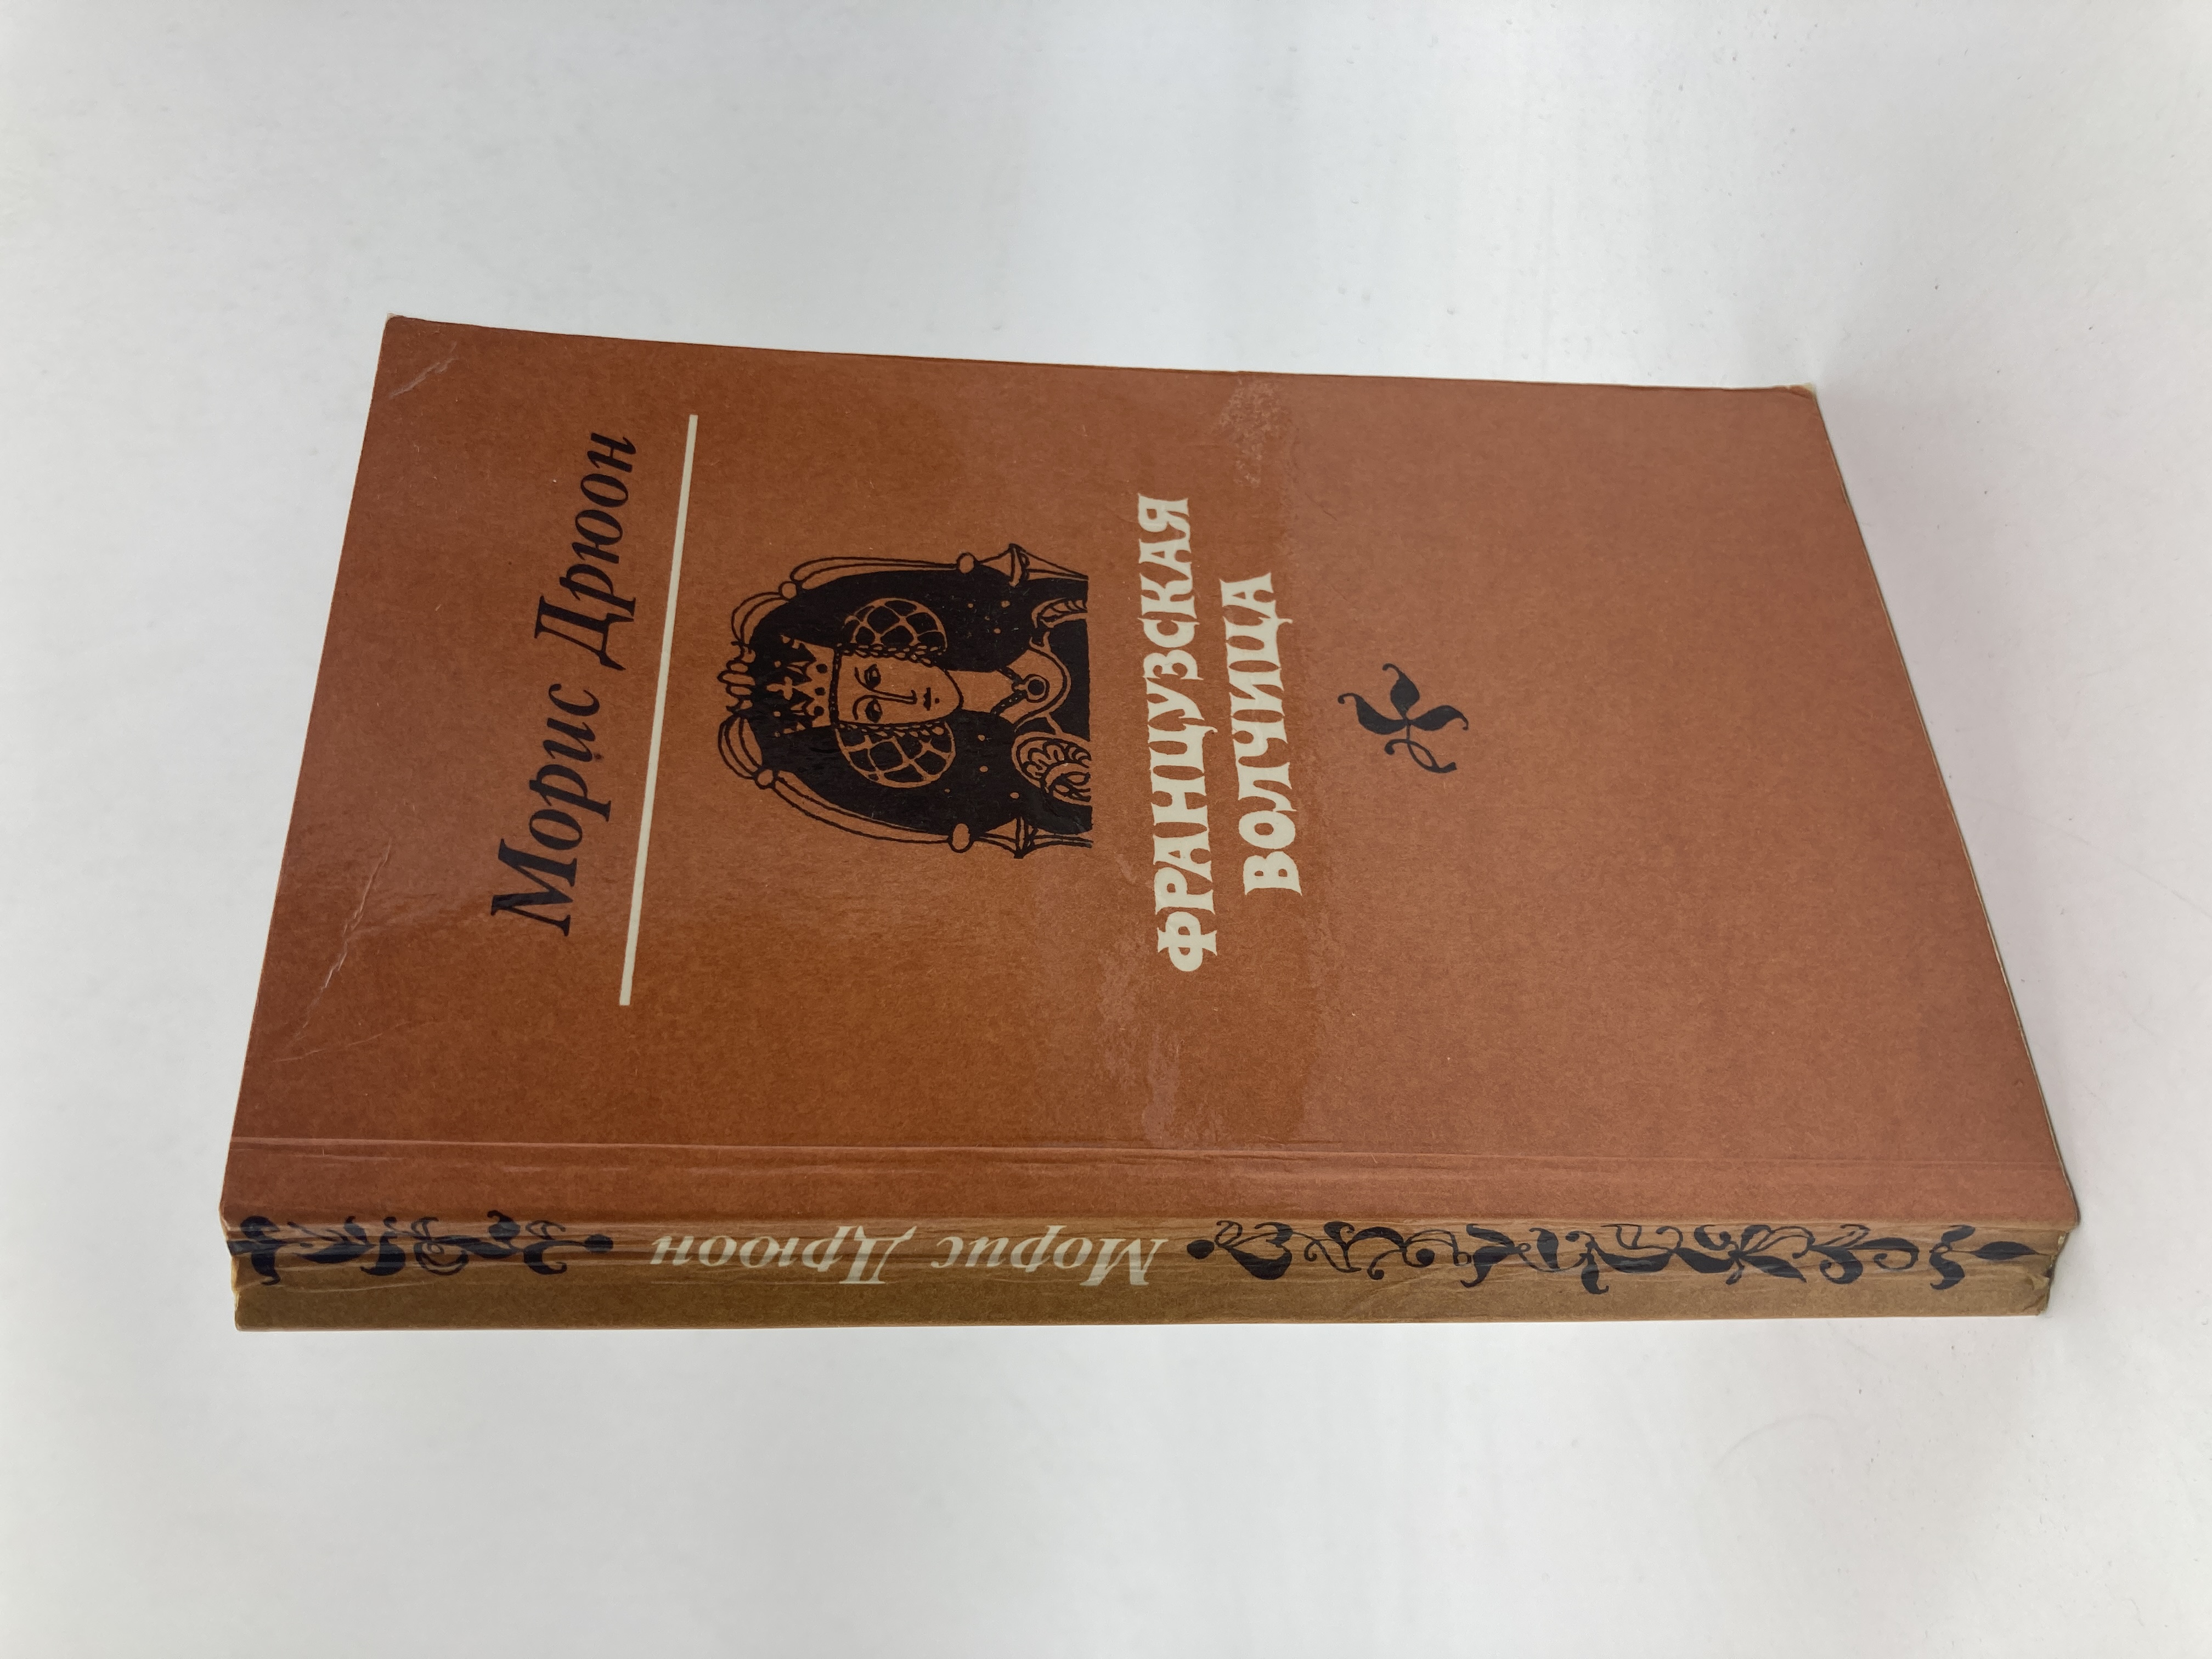 Морис Дрюон
ФРАНЦУЗСКАЯ
ВОЛЧИЦА
Морис Дрюон